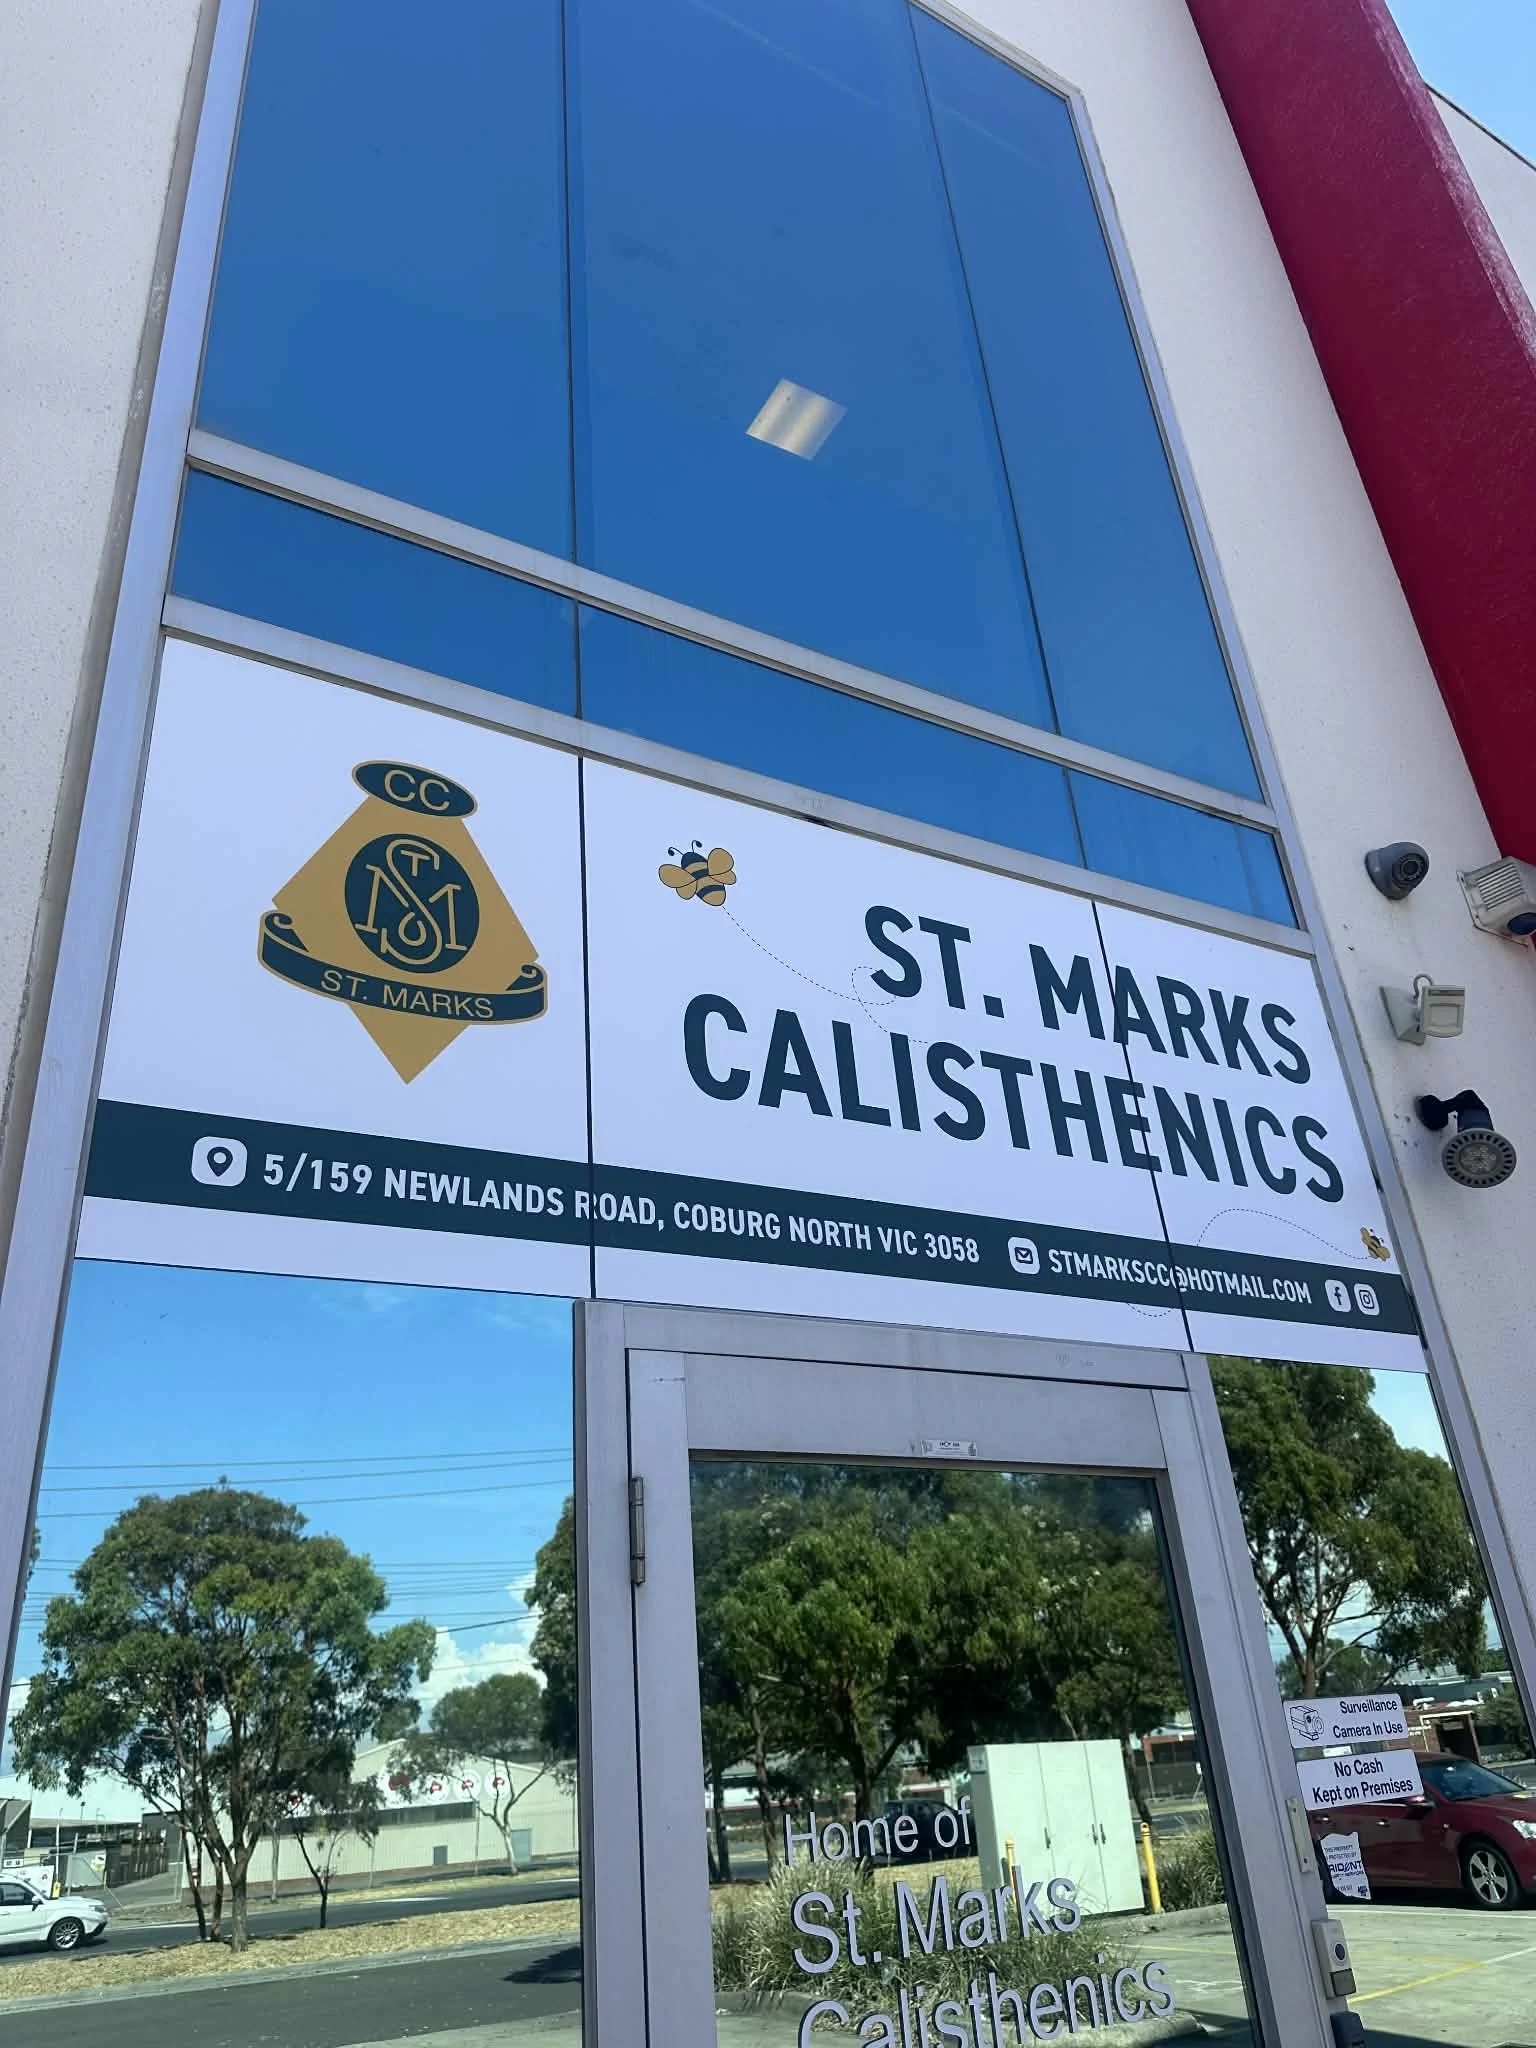 CC
STM
ST. MARKS
ST. MARKS
CALISTHENICS
5/159 NEWLANDS ROAD, COBURG NORTH VIC 3058
STMARKSCC@HOTMAIL.COM
Surveillance
Camera In Use
No Cash
Kept on Premises
Home of
St. Marks
Calisthenics